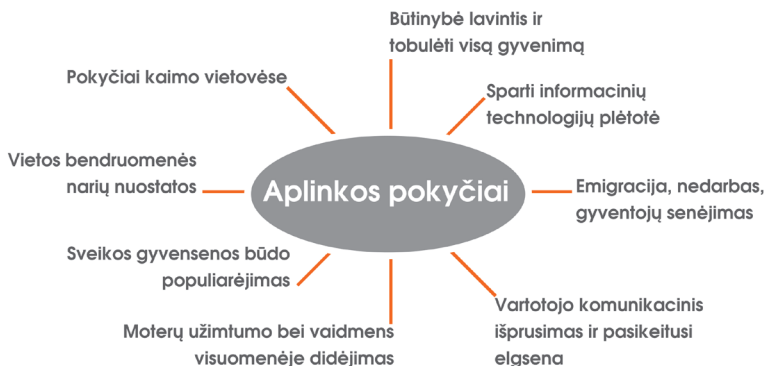 Būtinybė lavintis ir
tobulėti visą gyvenimą
Pokyčiai kaimo vietovėse
Sparti informacinių
technologijų plėtotė
Vietos bendruomenės
narių nuostatos
Aplinkos pokyčiai
Emigracija, nedarbas,
gyventojų senėjimas
Sveikos gyvensenos būdo
populiarėjimas
Vartotojo komunikacinis
išprusimas ir pasikeitusi
elgsena
Moterų užimtumo bei vaidmens
visuomenėje didėjimas